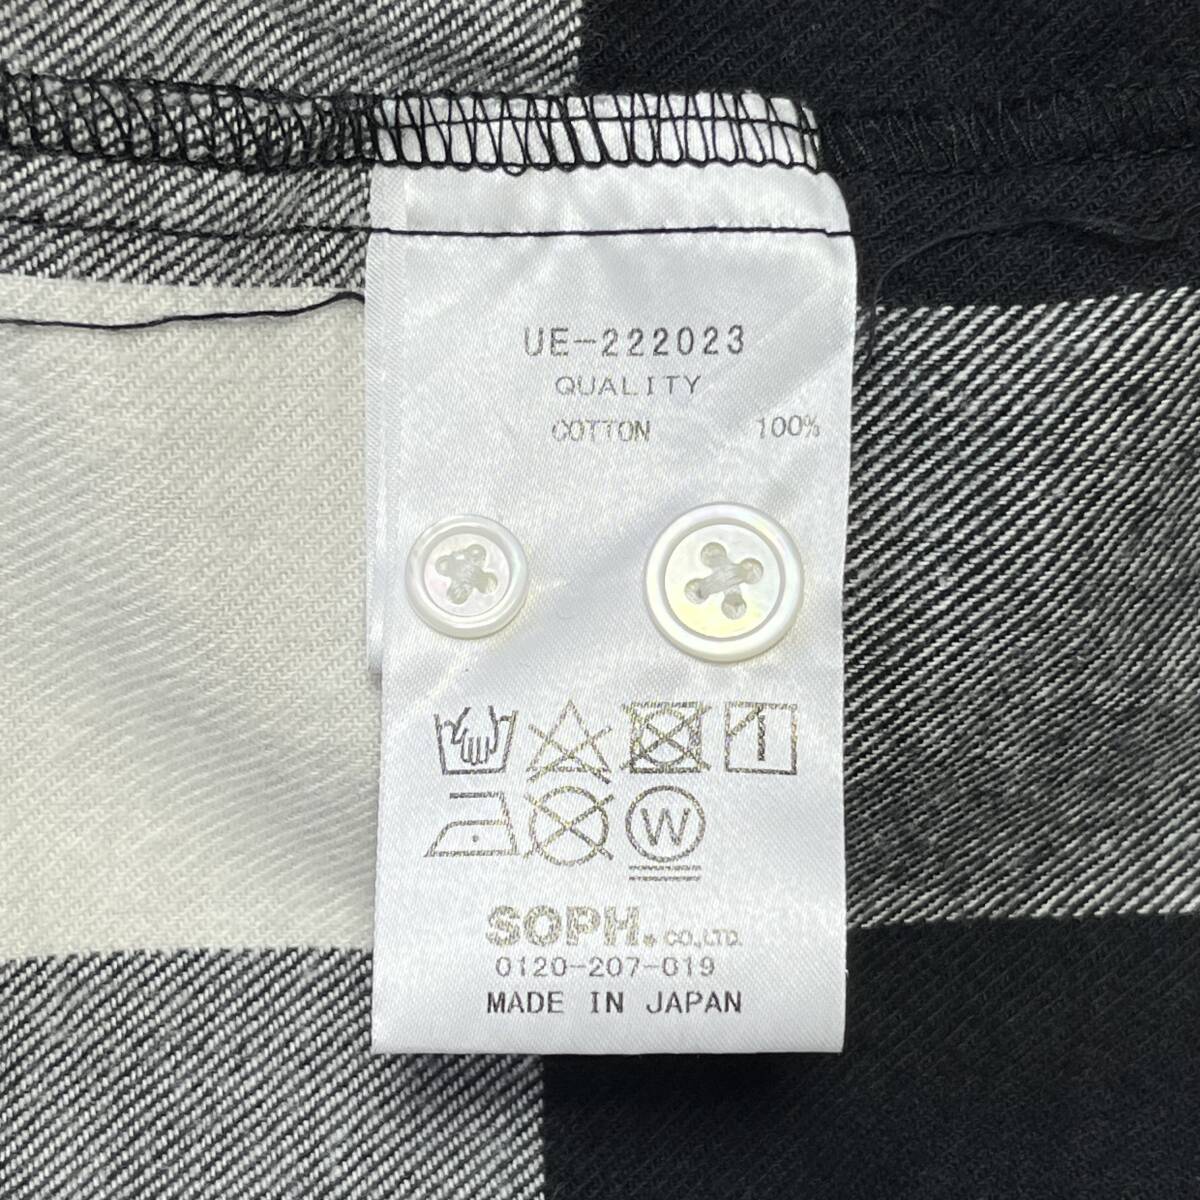 UE-222023
QUALITY
COTTON 100%
W
SOPH. CO.,LTD.
0120-207-019
MADE IN JAPAN